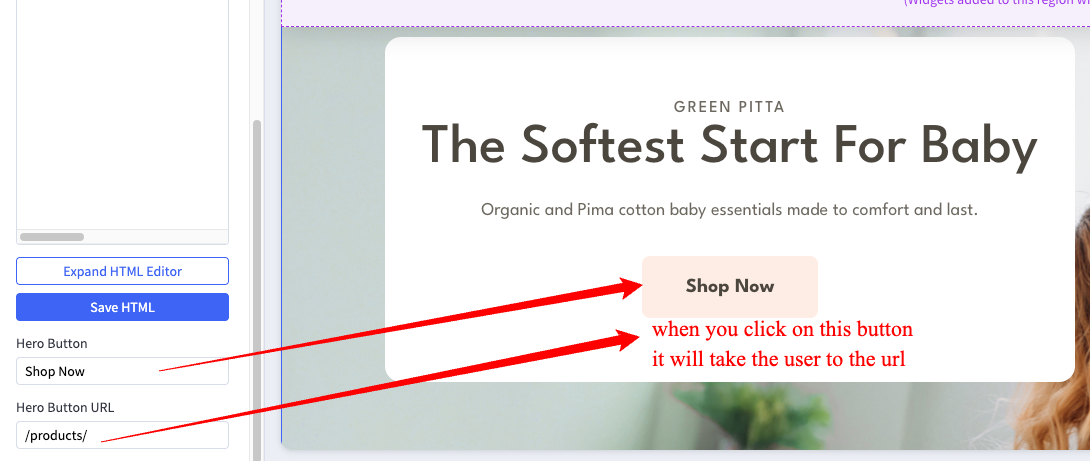 (Widgets added to this region wi
GREEN PITTA
The Softest Start For Baby
Organic and Pima cotton baby essentials made to comfort and last.
Expand HTML Editor
Shop Now
Save HTML
when you click on this button
it will take the user to the url
Hero Button
Shop Now
Hero Button URL
/products/